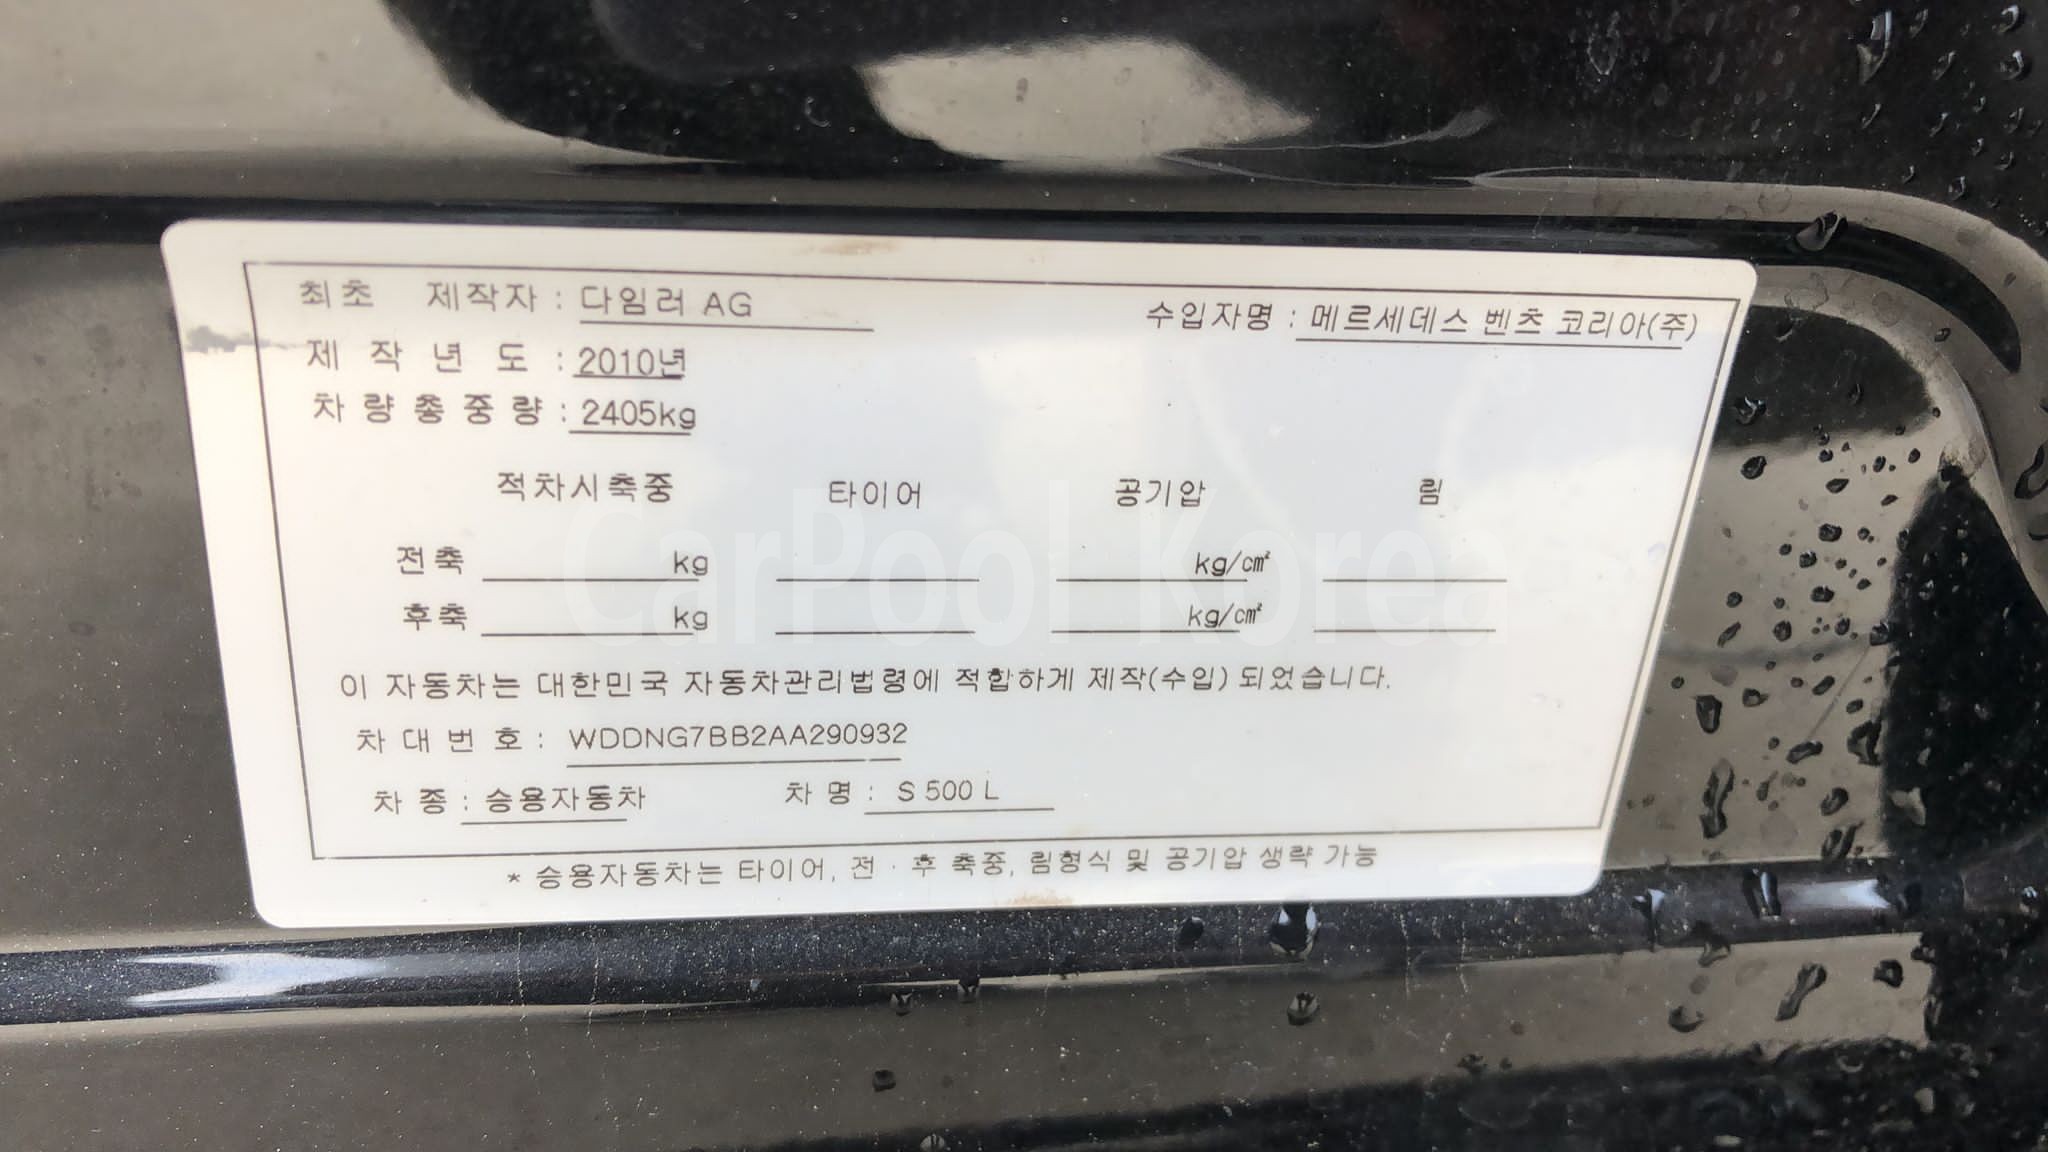 최초 제작자 : 다임러 AG 수입자명 : 메르세데스 벤츠 코리아(주)
제 작 년 도 : 2010년
차 량 총 중 량 : 2405kg
적차시축중 타이어 공기압 림
전축 kg kg/㎠
후축 kg kg/㎠
이 자동차는 대한민국 자동차관리법령에 적합하게 제작(수입) 되었습니다.
차 대 번 호 : WDDNG7BB2AA290932
차 종 : 승용자동차 차 명 : S 500 L
* 승용자동차는 타이어, 전 · 후 축중, 림형식 및 공기압 생략 가능
CarPool Korea